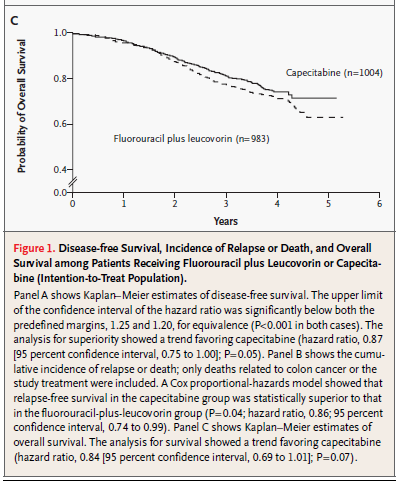 C
1.0
0.8
0.6
0.4
0.0
Probability of Overall Survival
Capecitabine (n=1004)
Fluorouracil plus leucovorin (n=983)
0 1 2 3 4 5 6
Years
Figure 1. Disease-free Survival, Incidence of Relapse or Death, and Overall
Survival among Patients Receiving Fluorouracil plus Leucovorin or Capecita-
bine (Intention-to-Treat Population).
Panel A shows Kaplan–Meier estimates of disease-free survival. The upper limit
of the confidence interval of the hazard ratio was significantly below both the
predefined margins, 1.25 and 1.20, for equivalence (P<0.001 in both cases). The
analysis for superiority showed a trend favoring capecitabine (hazard ratio, 0.87
[95 percent confidence interval, 0.75 to 1.00]; P=0.05). Panel B shows the cumu-
lative incidence of relapse or death; only deaths related to colon cancer or the
study treatment were included. A Cox proportional-hazards model showed that
relapse-free survival in the capecitabine group was statistically superior to that
in the fluorouracil-plus-leucovorin group (P=0.04; hazard ratio, 0.86; 95 percent
confidence interval, 0.74 to 0.99). Panel C shows Kaplan–Meier estimates of
overall survival. The analysis for survival showed a trend favoring capecitabine
(hazard ratio, 0.84 [95 percent confidence interval, 0.69 to 1.01]; P=0.07).